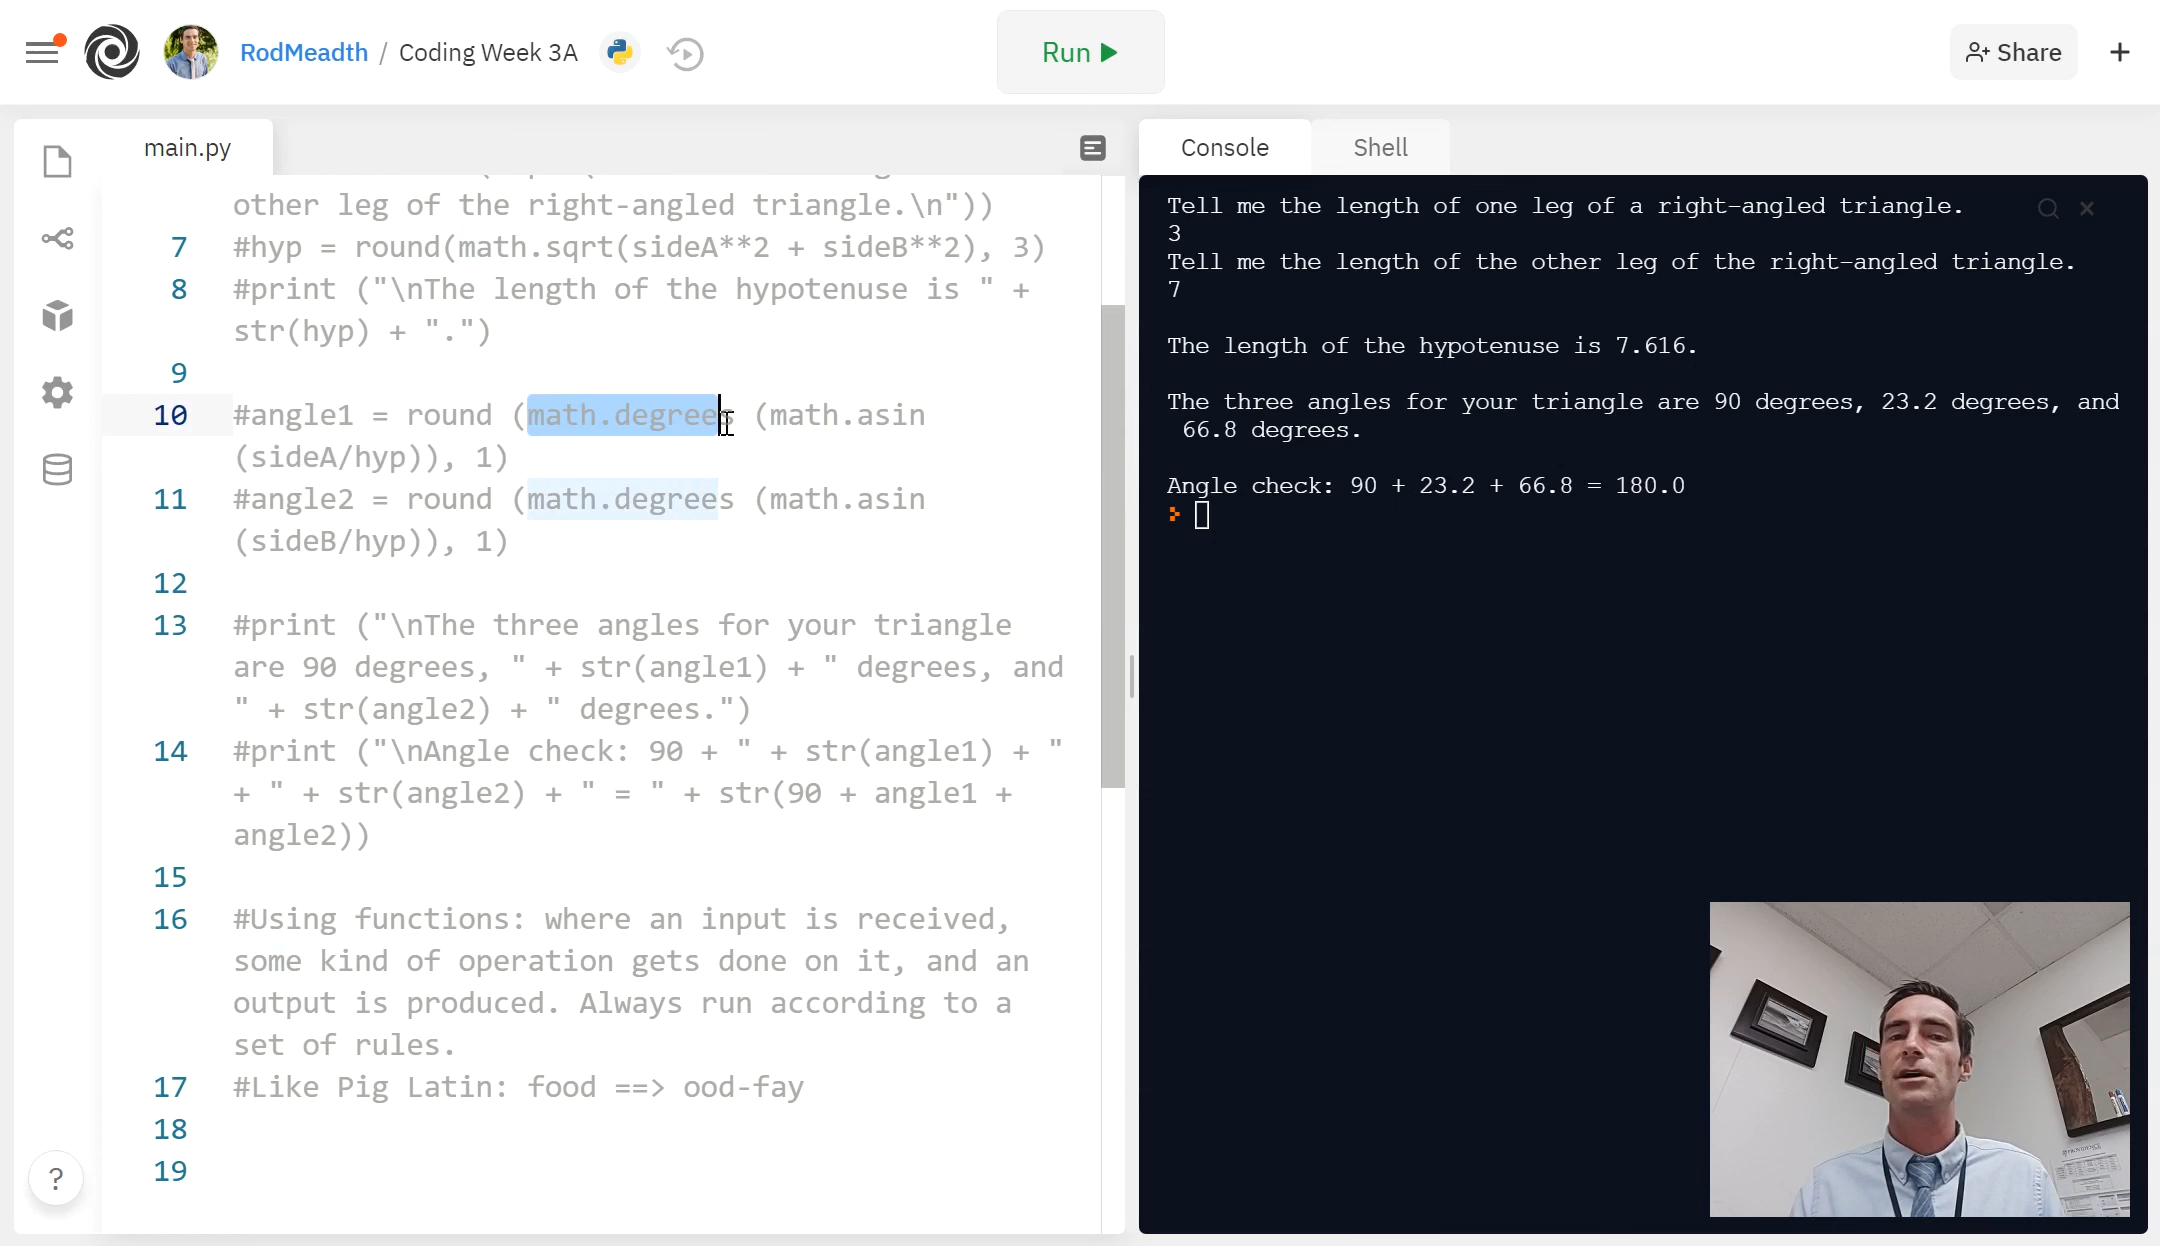 RodMeadth / Coding Week 3A
Run
Share
main.py
other leg of the right-angled triangle.\n"))
7 #hyp = round(math.sqrt(sideA**2 + sideB**2), 3)
8 #print ("\nThe length of the hypotenuse is " +
str(hyp) + ".")
9
10 #angle1 = round (math.degrees (math.asin
(sideA/hyp)), 1)
11 #angle2 = round (math.degrees (math.asin
(sideB/hyp)), 1)
12
13 #print ("\nThe three angles for your triangle
are 90 degrees, " + str(angle1) + " degrees, and
" + str(angle2) + " degrees.")
14 #print ("\nAngle check: 90 + " + str(angle1) + "
+ " + str(angle2) + " = " + str(90 + angle1 +
angle2))
15
16 #Using functions: where an input is received,
some kind of operation gets done on it, and an
output is produced. Always run according to a
set of rules.
17 #Like Pig Latin: food ==> ood-fay
18
19
?
Console
Shell
Tell me the length of one leg of a right-angled triangle.
3
Tell me the length of the other leg of the right-angled triangle.
7
The length of the hypotenuse is 7.616.
The three angles for your triangle are 90 degrees, 23.2 degrees, and
66.8 degrees.
Angle check: 90 + 23.2 + 66.8 = 180.0